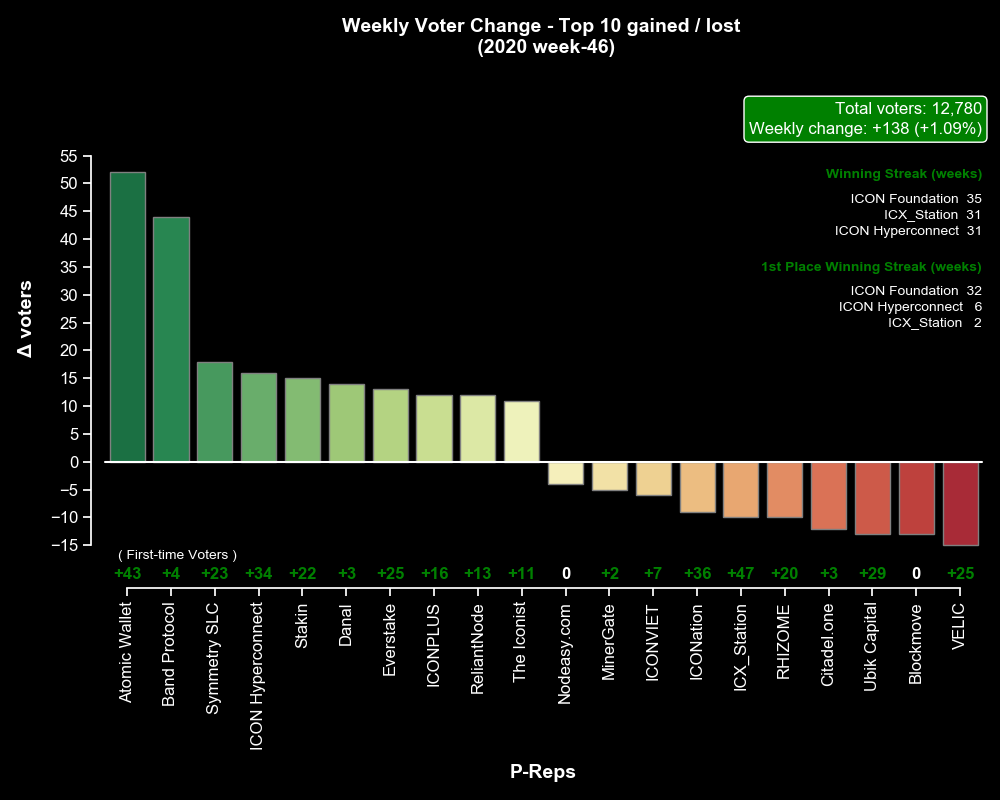 Weekly Voter Change - Top 10 gained / lost
(2020 week-46)
Total voters: 12,780
Weekly change: +138 (+1.09%)
Winning Streak (weeks)
ICON Foundation 35
ICX_Station 31
ICON Hyperconnect 31
1st Place Winning Streak (weeks)
ICON Foundation 32
ICON Hyperconnect 6
ICX_Station 2
Δ voters
55
50
45
40
35
30
25
20
15
10
5
0
−5
−10
−15
( First-time Voters )
+43 +4 +23 +34 +22 +3 +25 +16 +13 +11 0 +2 +7 +36 +47 +20 +3 +29 0 +25
Atomic Wallet
Band Protocol
Symmetry SLC
ICON Hyperconnect
Stakin
Danal
Everstake
ICONPLUS
ReliantNode
The Iconist
Nodeasy.com
MinerGate
ICONVIET
ICONation
ICX_Station
RHIZOME
Citadel.one
Ubik Capital
Blockmove
VELIC
P-Reps